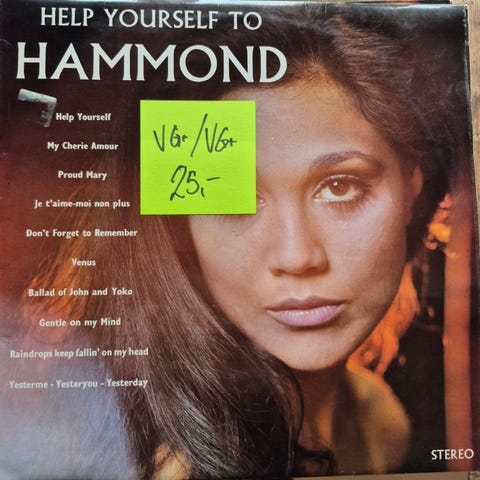 HELP YOURSELF TO
HAMMOND
Help Yourself
My Cherie Amour
Proud Mary
Je t'aime-moi non plus
Don't Forget to Remember
Venus
Ballad of John and Yoko
Gentle on my Mind
Raindrops keep fallin' on my head
Yesterme - Yesteryou - Yesterday
VG+/VG+
25,-
STEREO